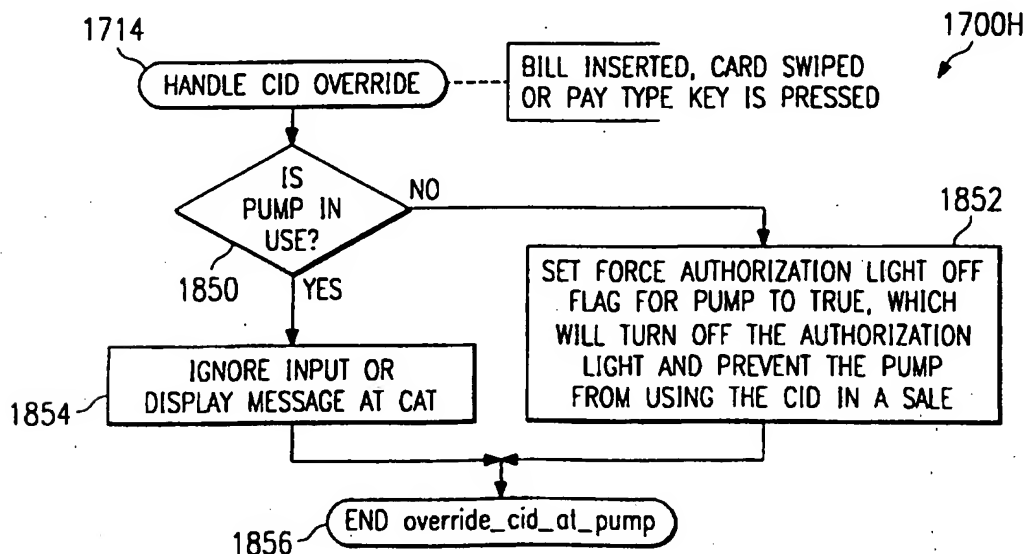 1714
1700H
HANDLE CID OVERRIDE
BILL INSERTED, CARD SWIPED
OR PAY TYPE KEY IS PRESSED
IS
PUMP IN
USE?
NO
1850
YES
1852
SET FORCE AUTHORIZATION LIGHT OFF
FLAG FOR PUMP TO TRUE, WHICH
WILL TURN OFF THE AUTHORIZATION
LIGHT AND PREVENT THE PUMP
FROM USING THE CID IN A SALE
IGNORE INPUT OR
DISPLAY MESSAGE AT CAT
1854
END override_cid_at_pump
1856